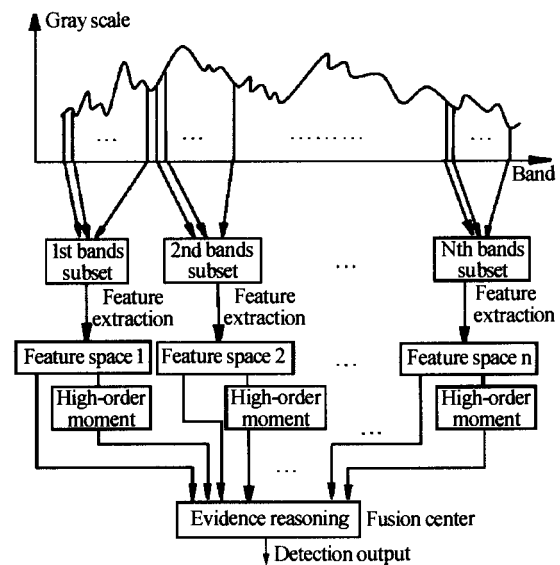 Gray scale
... ... ......... ...
Band
1st bands
subset
2nd bands
subset
...
Nth bands
subset
Feature
extraction
Feature
extraction
Feature
extraction
Feature space 1
Feature space 2
...
Feature space n
High-order
moment
High-order
moment
...
High-order
moment
...
Evidence reasoning
Fusion center
Detection output